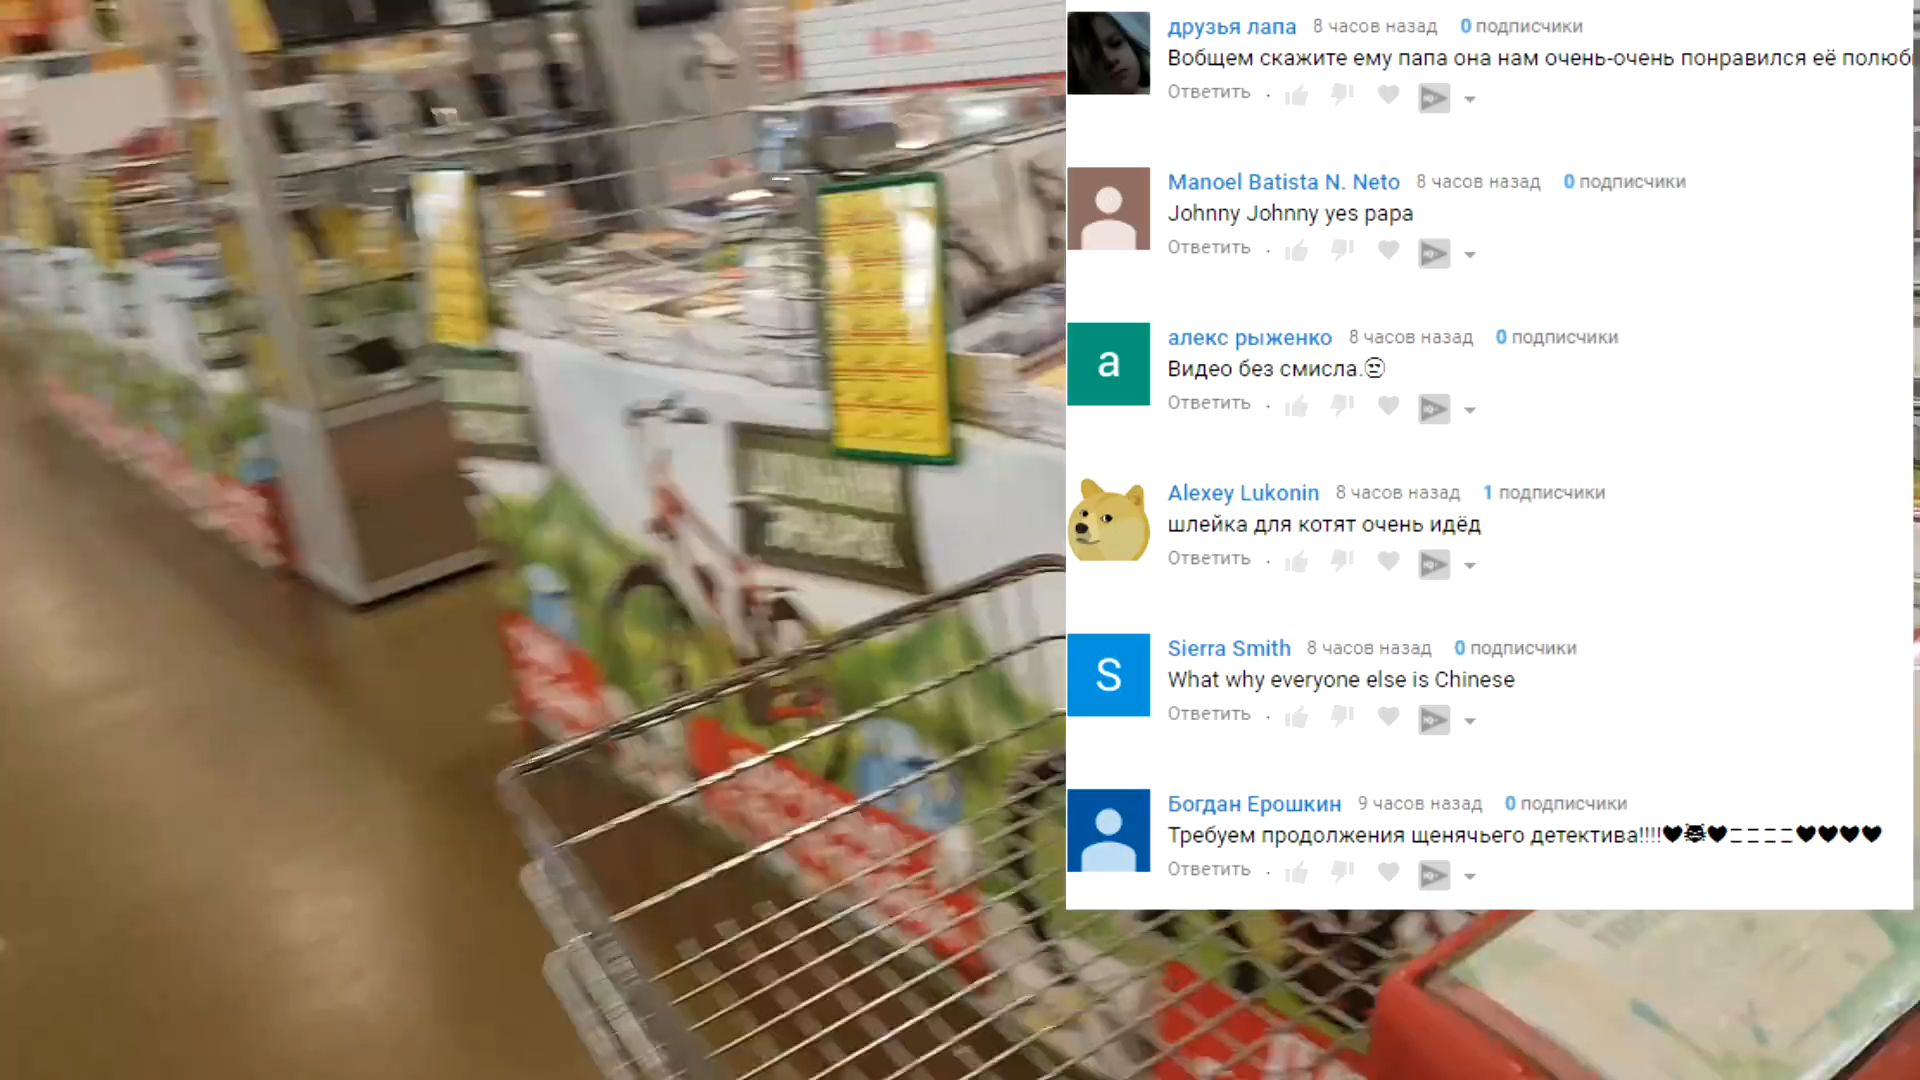 друзья лапа 8 часов назад 0 подписчики
Вобщем скажите ему папа она нам очень-очень понравился её
Ответить
Manoel Batista N. Neto 8 часов назад 0 подписчики
Johnny Johnny yes papa
Ответить
алекс рыженко 8 часов назад 0 подписчики
Видео без смисла.😒
Ответить
Alexey Lukonin 8 часов назад 1 подписчики
шлейка для котят очень идёд
Ответить
Sierra Smith 8 часов назад 0 подписчики
What why everyone else is Chinese
Ответить
Богдан Ерошкин 9 часов назад 0 подписчики
Требуем продолжения щенячьего детектива!!!!♥😻♥ニニニニ♥♥♥♥
Ответить